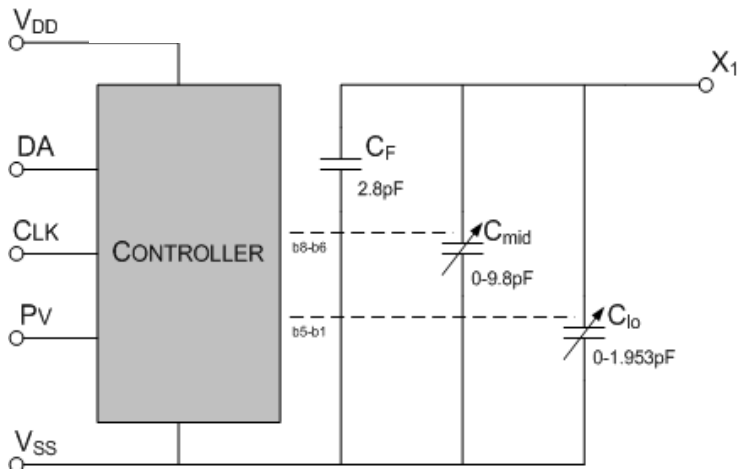 VDD
X1
DA
CF
2.8pF
CLK
CONTROLLER
b8-b6
Cmid
0-9.8pF
PV
b5-b1
Clo
0-1.953pF
VSS